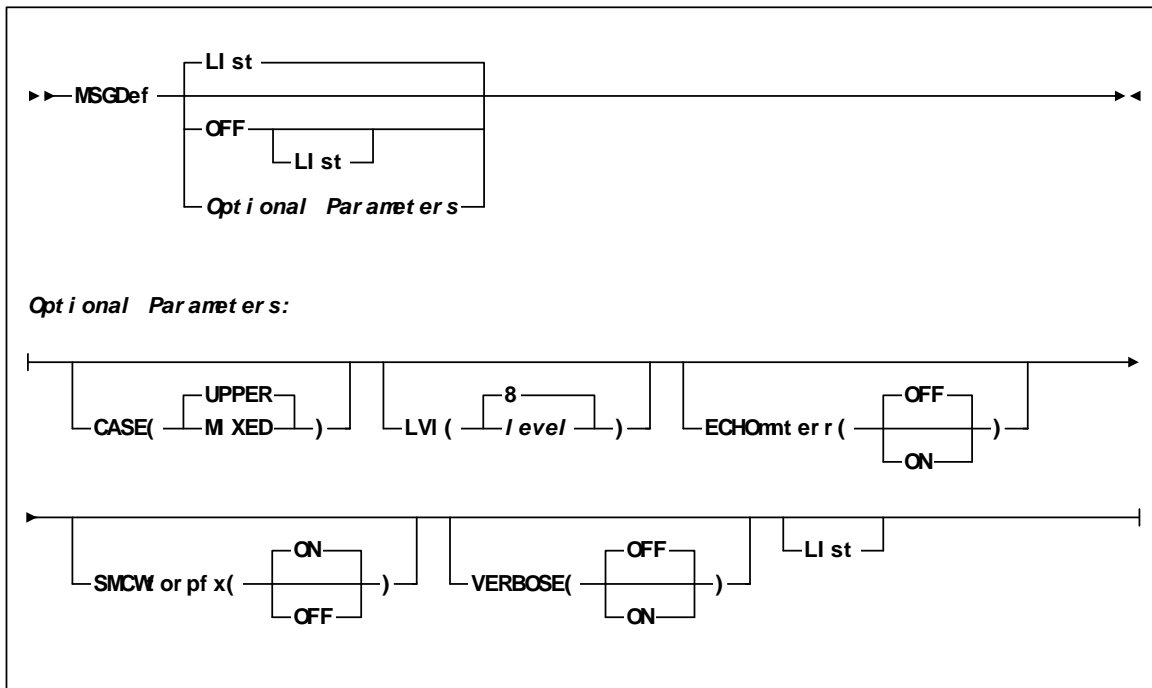 LIst
MSGDef
OFF
LIst
Optional Parameters
Optional Parameters:
UPPER
CASE( MIXED )
8
LVl( level )
OFF
ECHOmnterr( )
ON
ON
SMCWtorpfx( )
OFF
OFF
VERBOSE( )
ON
LIst